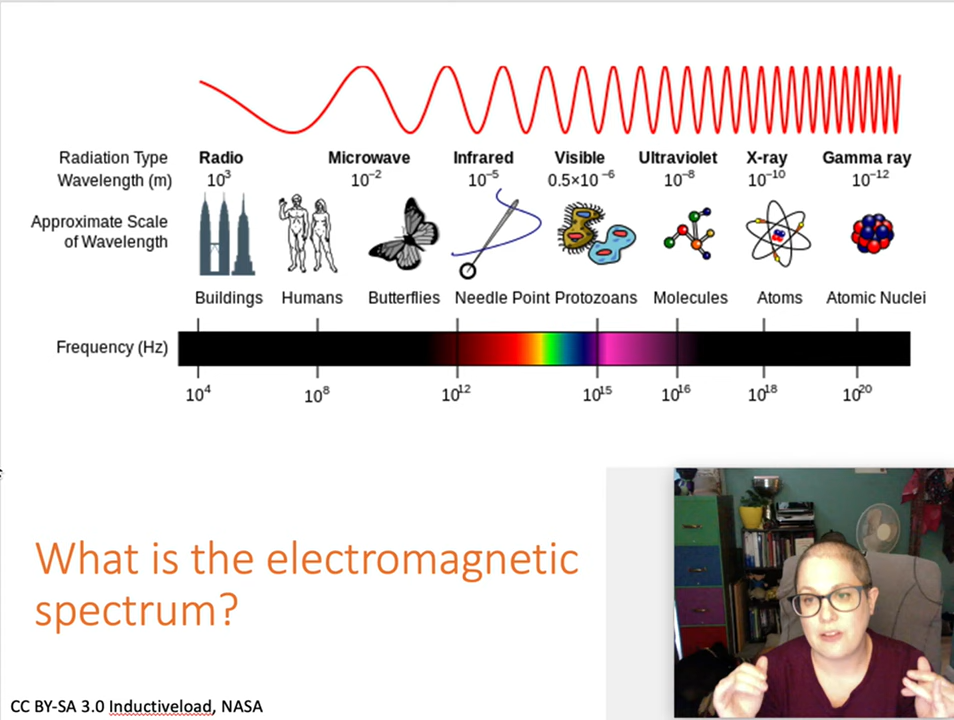 Radiation Type Radio Microwave Infrared Visible Ultraviolet X-ray Gamma ray
Wavelength (m) 10³ 10⁻² 10⁻⁵ 0.5×10⁻⁶ 10⁻⁸ 10⁻¹⁰ 10⁻¹²
Approximate Scale
of Wavelength
Buildings Humans Butterflies Needle Point Protozoans Molecules Atoms Atomic Nuclei
Frequency (Hz)
10⁴ 10⁸ 10¹² 10¹⁵ 10¹⁶ 10¹⁸ 10²⁰
What is the electromagnetic
spectrum?
CC BY-SA 3.0 Inductiveload, NASA